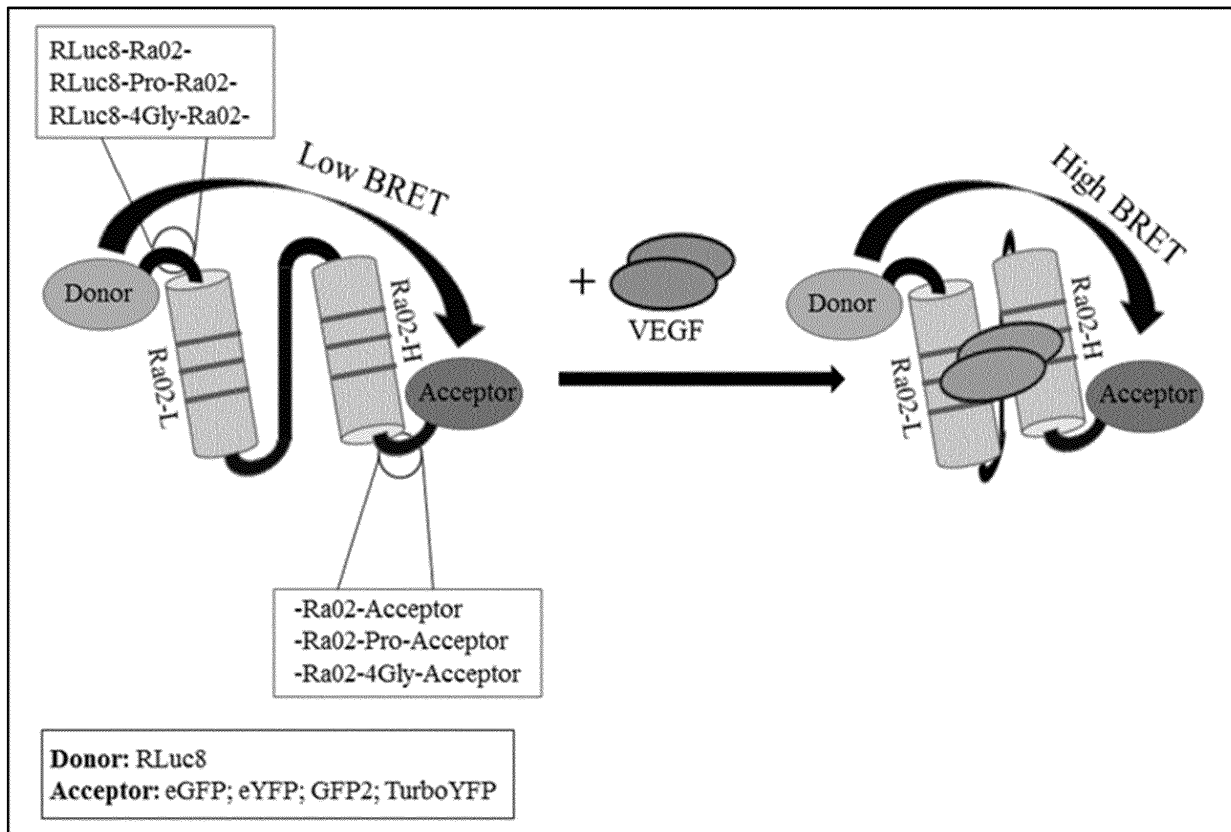 RLuc8-Ra02-
RLuc8-Pro-Ra02-
RLuc8-4Gly-Ra02-
Low BRET
Donor
Ra02-L
Ra02-H
Acceptor
+
VEGF
High BRET
Donor
Ra02-L
Ra02-H
Acceptor
-Ra02-Acceptor
-Ra02-Pro-Acceptor
-Ra02-4Gly-Acceptor
Donor: RLuc8
Acceptor: eGFP; eYFP; GFP2; TurboYFP